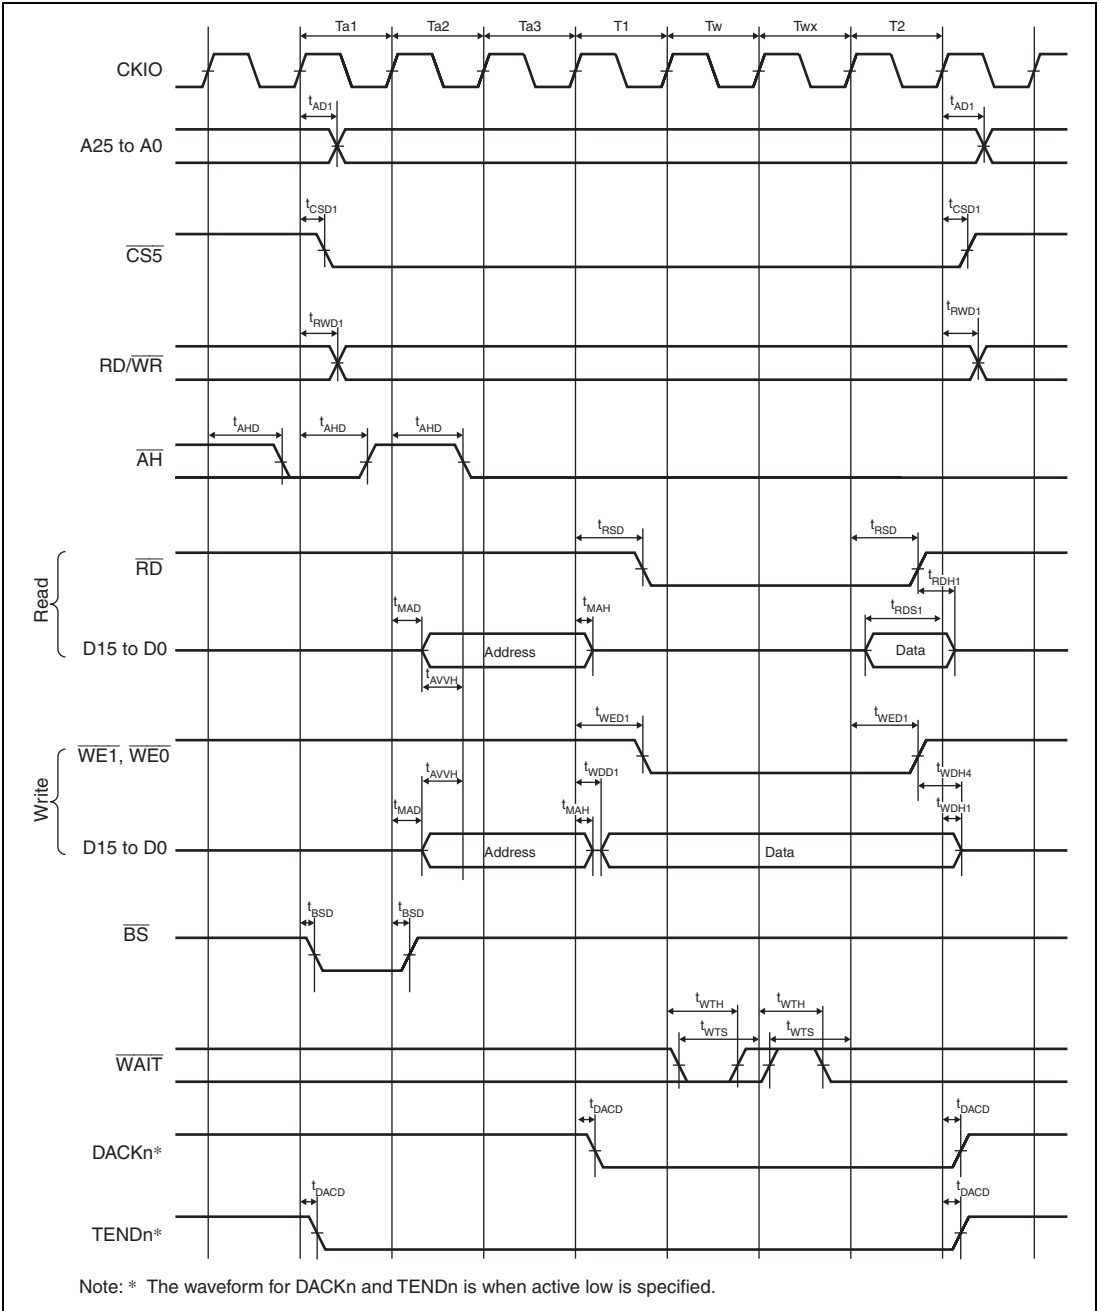 Ta1 Ta2 Ta3 T1 Tw Twx T2
CKIO
tAD1 tAD1
A25 to A0
tCSD1 tCSD1
CS5
tRWD1 tRWD1
RD/WR
tAHD tAHD tAHD
AH
tRSD tRSD
RD
tRDH1
Read
tMAD tMAH tRDS1
D15 to D0 Address Data
tAVVH
tWED1 tWED1
WE1, WE0
tAVVH tWDD1 tWDH4
Write
tMAD tMAH tWDH1
D15 to D0 Address Data
tBSD tBSD
BS
tWTH tWTH
tWTS tWTS
WAIT
tDACD tDACD
DACKn*
tDACD tDACD
TENDn*
Note: * The waveform for DACKn and TENDn is when active low is specified.